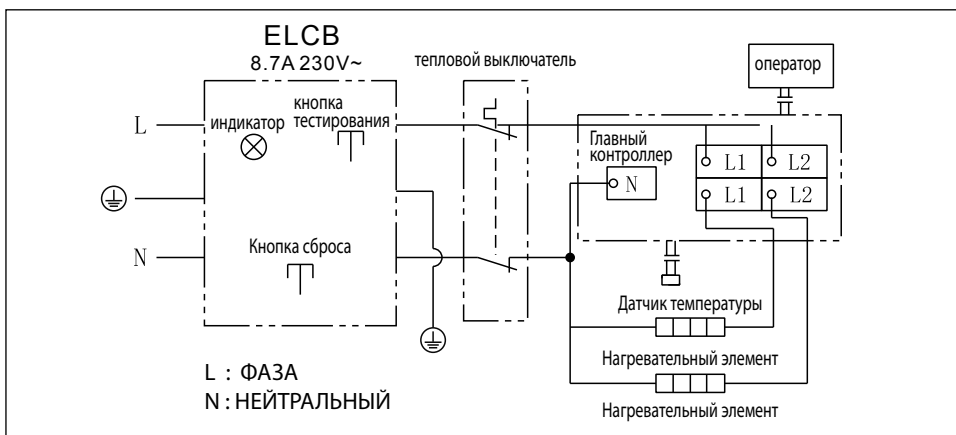 ELCB
8.7A 230V~
тепловой выключатель
оператор
кнопка
тестирования
индикатор
L
Главный
контроллер
N
L1
L2
L1
L2
N
Кнопка сброса
Датчик температуры
Нагревательный элемент
Нагревательный элемент
L : ФАЗА
N : НЕЙТРАЛЬНЫЙ